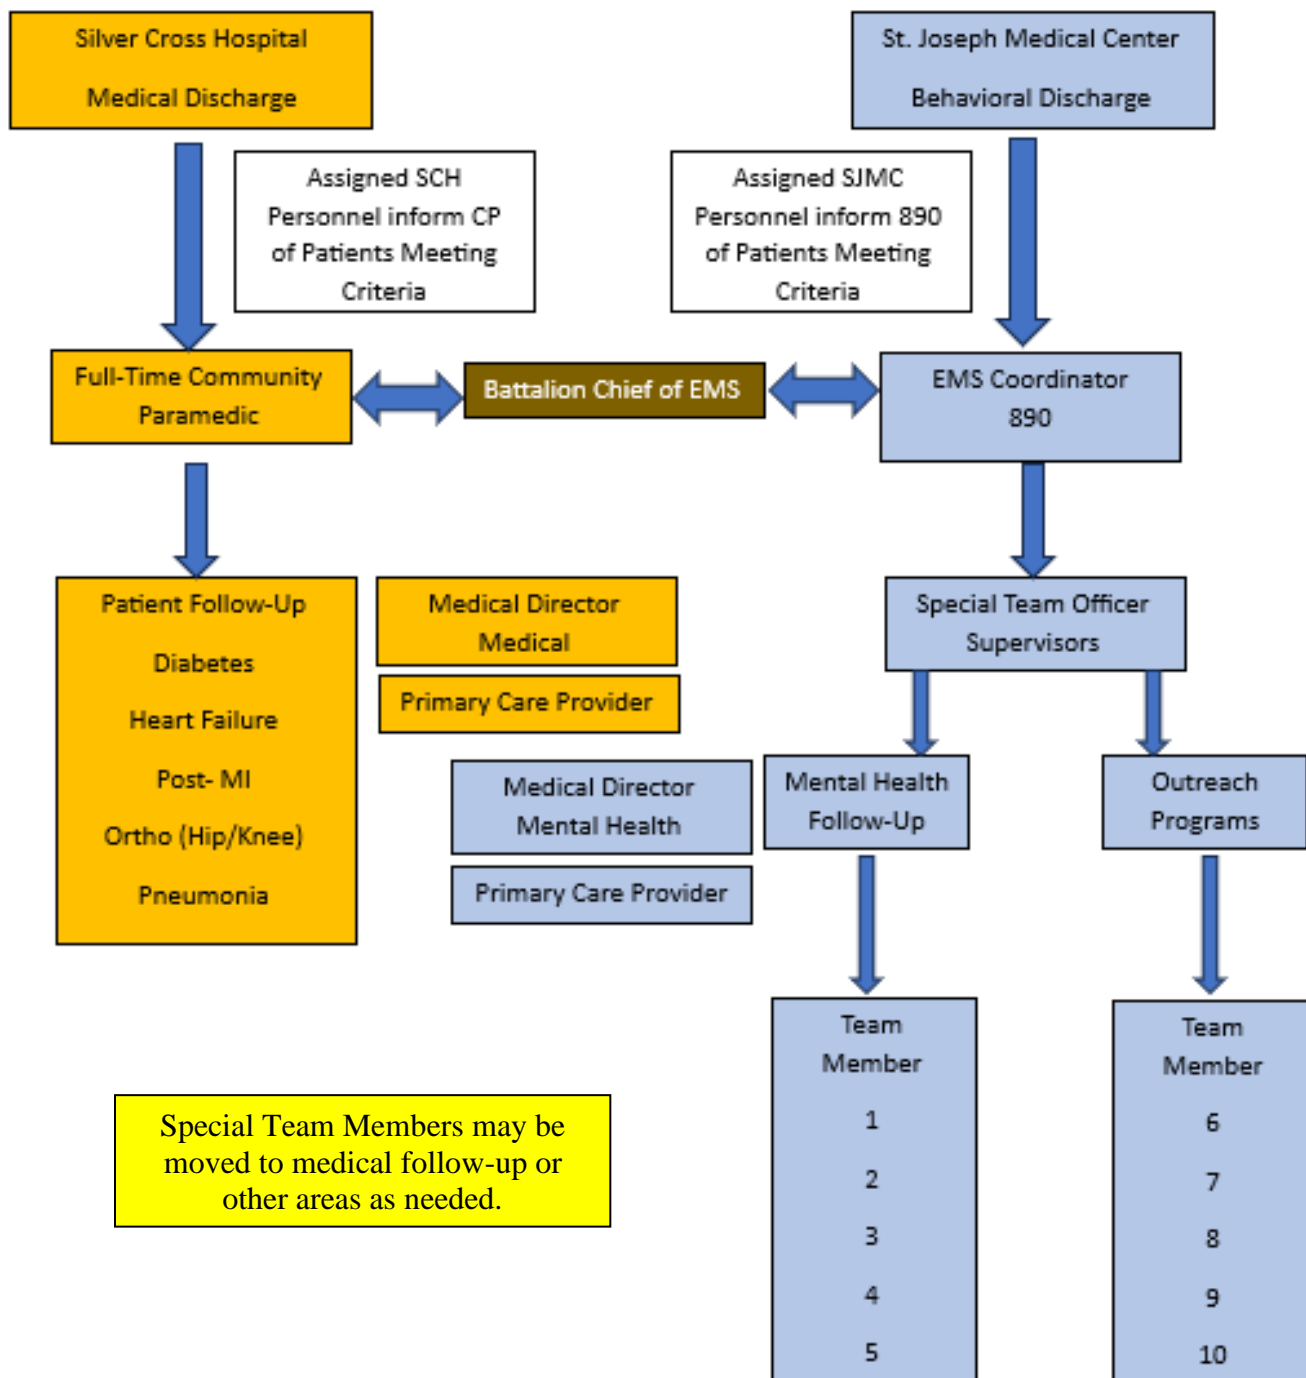 Silver Cross Hospital
Medical Discharge
St. Joseph Medical Center
Behavioral Discharge
Assigned SCH
Personnel inform CP
of Patients Meeting
Criteria
Assigned SJMC
Personnel inform 890
of Patients Meeting
Criteria
Full-Time Community
Paramedic
Battalion Chief of EMS
EMS Coordinator
890
Patient Follow-Up
Diabetes
Heart Failure
Post- MI
Ortho (Hip/Knee)
Pneumonia
Medical Director
Medical
Primary Care Provider
Special Team Officer
Supervisors
Medical Director
Mental Health
Primary Care Provider
Mental Health
Follow-Up
Outreach
Programs
Team
Member
1
2
3
4
5
Team
Member
6
7
8
9
10
Special Team Members may be
moved to medical follow-up or
other areas as needed.